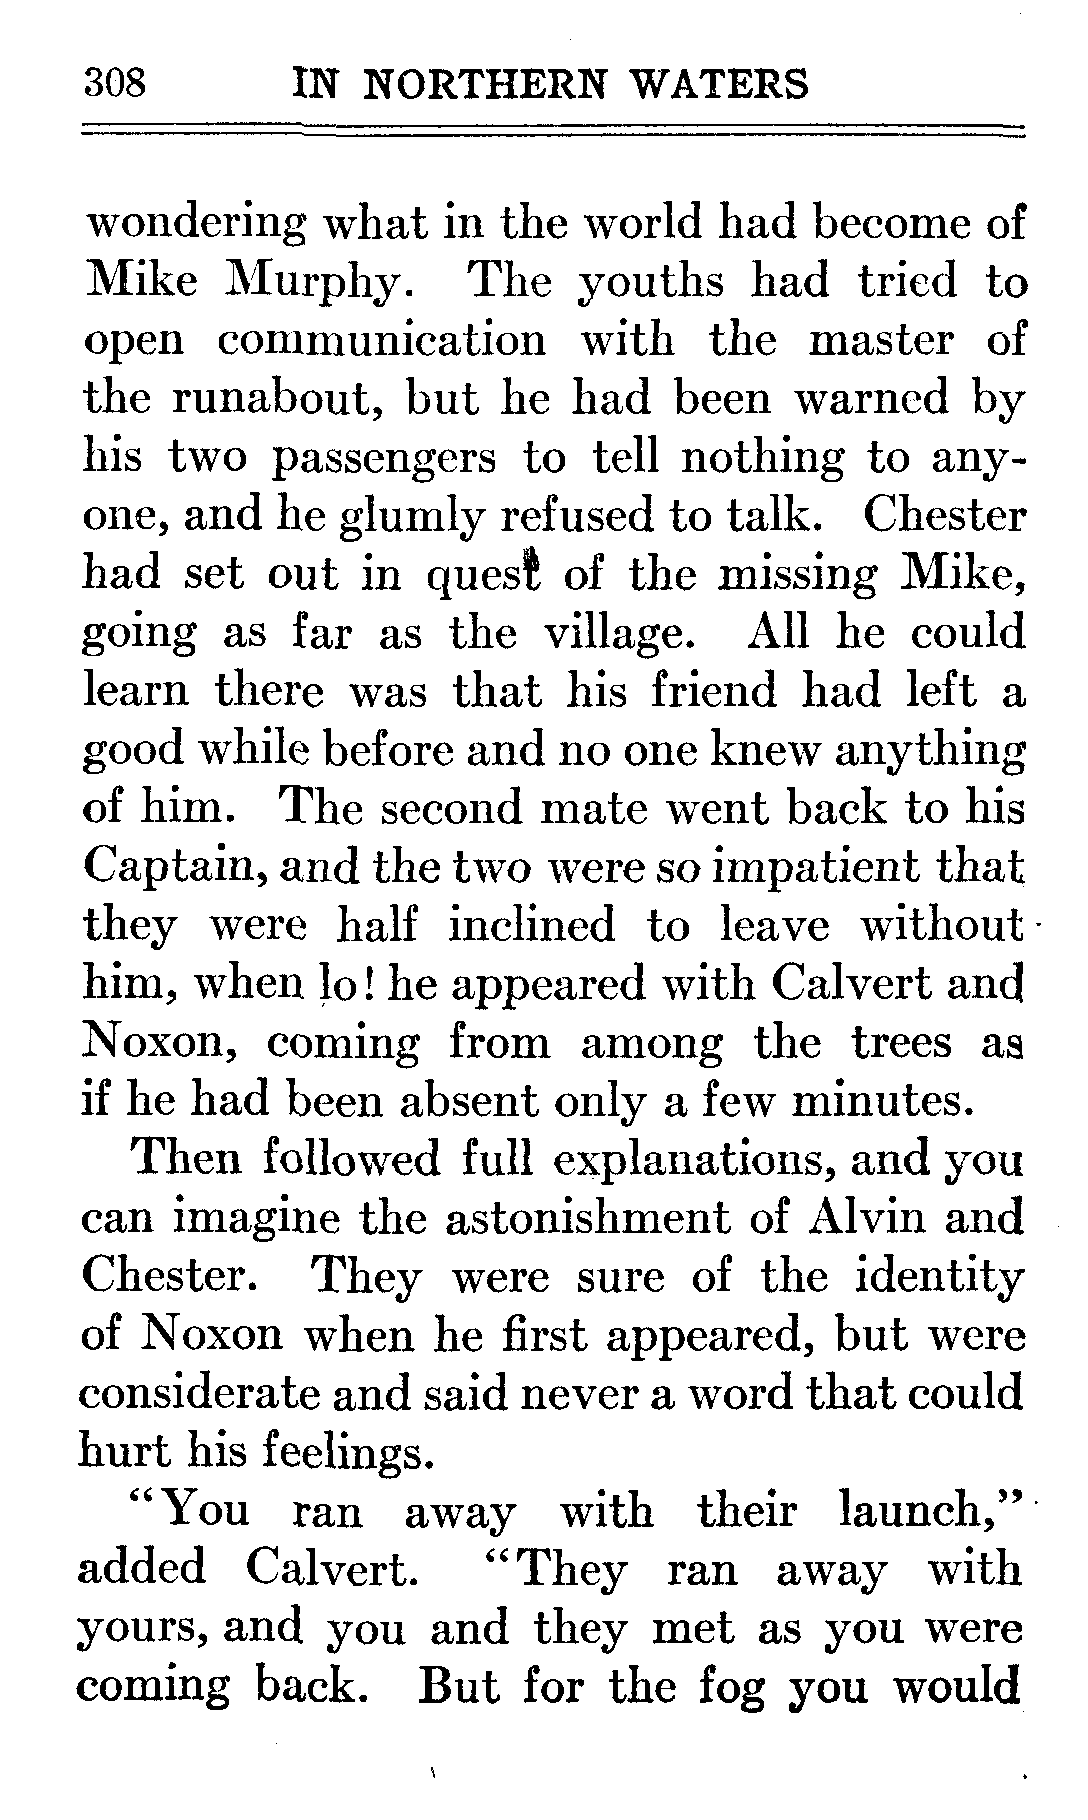 308 IN NORTHERN WATERS
wondering what in the world had become of
Mike Murphy. The youths had tried to
open communication with the master of
the runabout, but he had been warned by
his two passengers to tell nothing to any-
one, and he glumly refused to talk. Chester
had set out in quest of the missing Mike,
going as far as the village. All he could
learn there was that his friend had left a
good while before and no one knew anything
of him. The second mate went back to his
Captain, and the two were so impatient that
they were half inclined to leave without
him, when lo! he appeared with Calvert and
Noxon, coming from among the trees as
if he had been absent only a few minutes.
Then followed full explanations, and you
can imagine the astonishment of Alvin and
Chester. They were sure of the identity
of Noxon when he first appeared, but were
considerate and said never a word that could
hurt his feelings.
“You ran away with their launch,”
added Calvert. “They ran away with
yours, and you and they met as you were
coming back. But for the fog you would